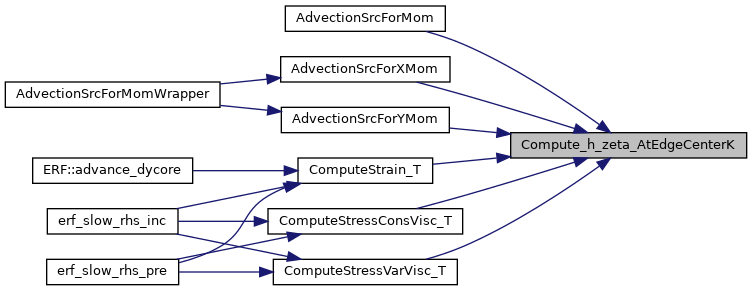 AdvectionSrcForMom
AdvectionSrcForXMom
AdvectionSrcForMomWrapper
AdvectionSrcForYMom
Compute_h_zeta_AtEdgeCenterK
ERF::advance_dycore
ComputeStrain_T
erf_slow_rhs_inc
ComputeStressConsVisc_T
erf_slow_rhs_pre
ComputeStressVarVisc_T